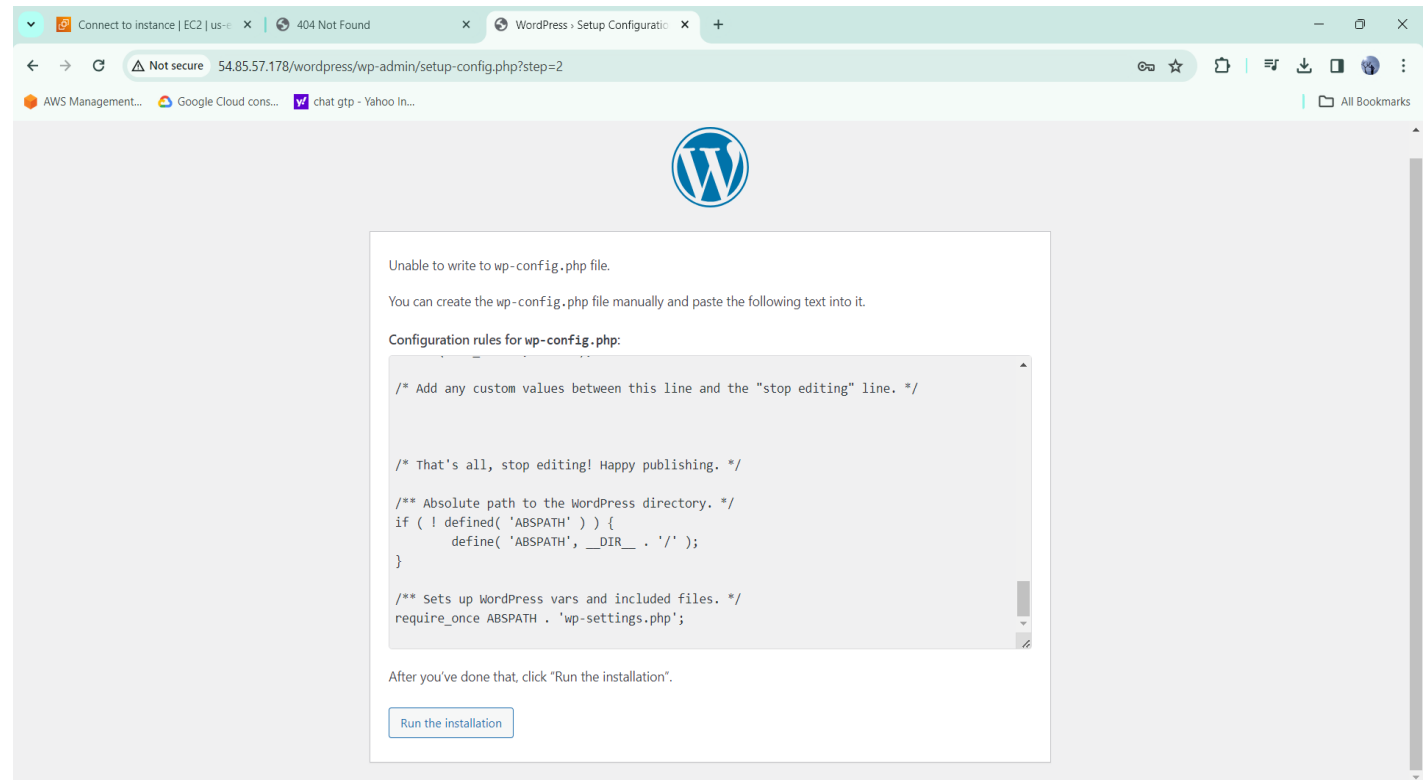 Connect to instance | EC2 | us-e
404 Not Found
WordPress › Setup Configuratio
Not secure 54.85.57.178/wordpress/wp-admin/setup-config.php?step=2
AWS Management... Google Cloud cons... chat gtp - Yahoo In... All Bookmarks
Unable to write to wp-config.php file.
You can create the wp-config.php file manually and paste the following text into it.
Configuration rules for wp-config.php:
/* Add any custom values between this line and the "stop editing" line. */
/* That's all, stop editing! Happy publishing. */
/** Absolute path to the WordPress directory. */
if ( ! defined( 'ABSPATH' ) ) {
define( 'ABSPATH', __DIR__ . '/' );
}
/** Sets up WordPress vars and included files. */
require_once ABSPATH . 'wp-settings.php';
After you've done that, click "Run the installation".
Run the installation